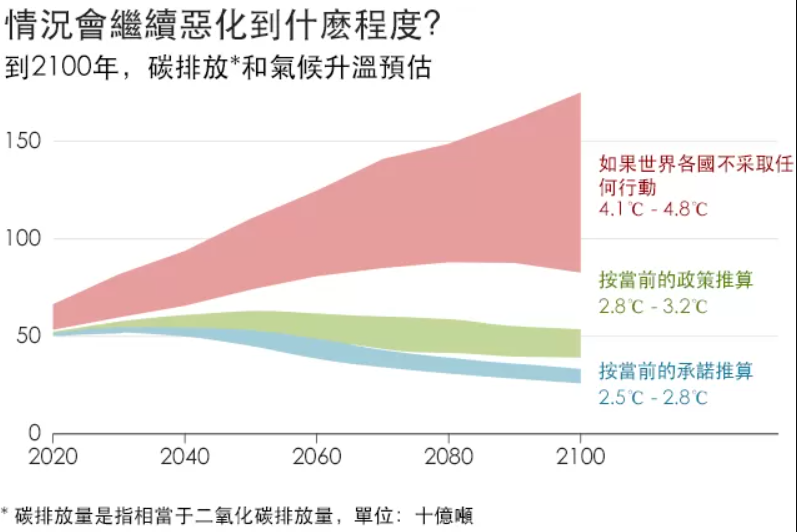 情況會繼續惡化到什麽程度?
到2100年，碳排放*和氣候升溫預估
150
如果世界各國不采取任
何行動
4.1℃ - 4.8℃
100
按當前的政策推算
2.8℃ - 3.2℃
50
按當前的承諾推算
2.5℃ - 2.8℃
0
2020 2040 2060 2080 2100
* 碳排放量是指相當于二氧化碳排放量，單位：十億噸